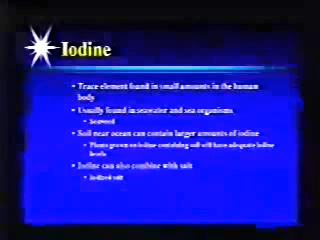 Iodine
• Trace element found in small amounts in the human
body
• Usually found in seawater and sea organisms
• Seaweed
• Soil near ocean can contain larger amounts of iodine
• Plants grown on iodine containing soil will have adequate iodine
levels
• Iodine can also combine with salt
• Iodized salt